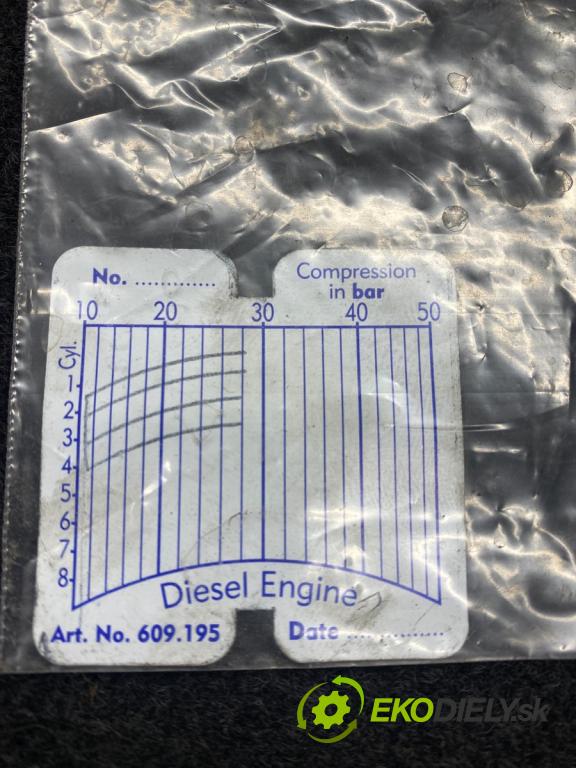 No. ..............
Compression
in bar
10 20 30 40 50
Cyl.
1
2
3
4
5
6
7
8
Diesel Engine
Art. No. 609.195
Date ................
EKODIELY.sk